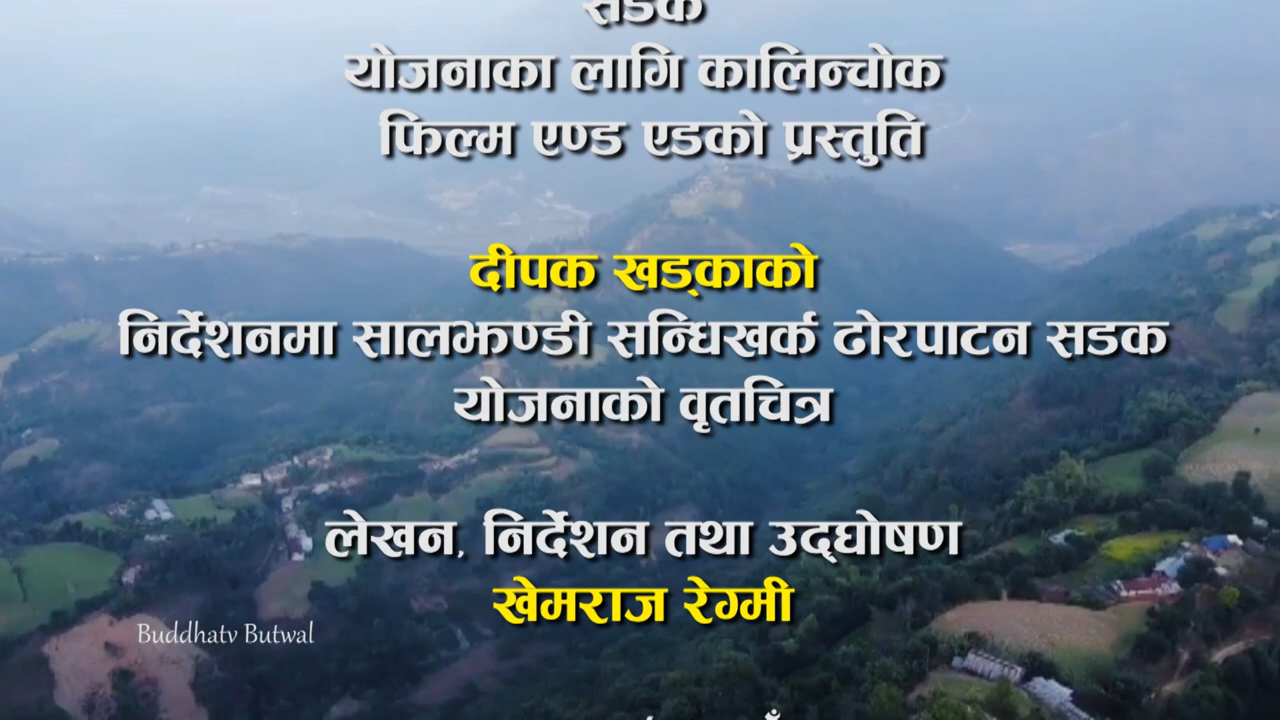 सडक
योजनाका लागि कालिन्चोक
फिल्म एण्ड एडको प्रस्तुति
दीपक खड्काको
निर्देशनमा सालझण्डी सन्धिखर्क ढोरपाटन सडक
योजनाको वृतचित्र
लेखन, निर्देशन तथा उद्घोषण
खेमराज रेग्मी
Buddhatv Butwal